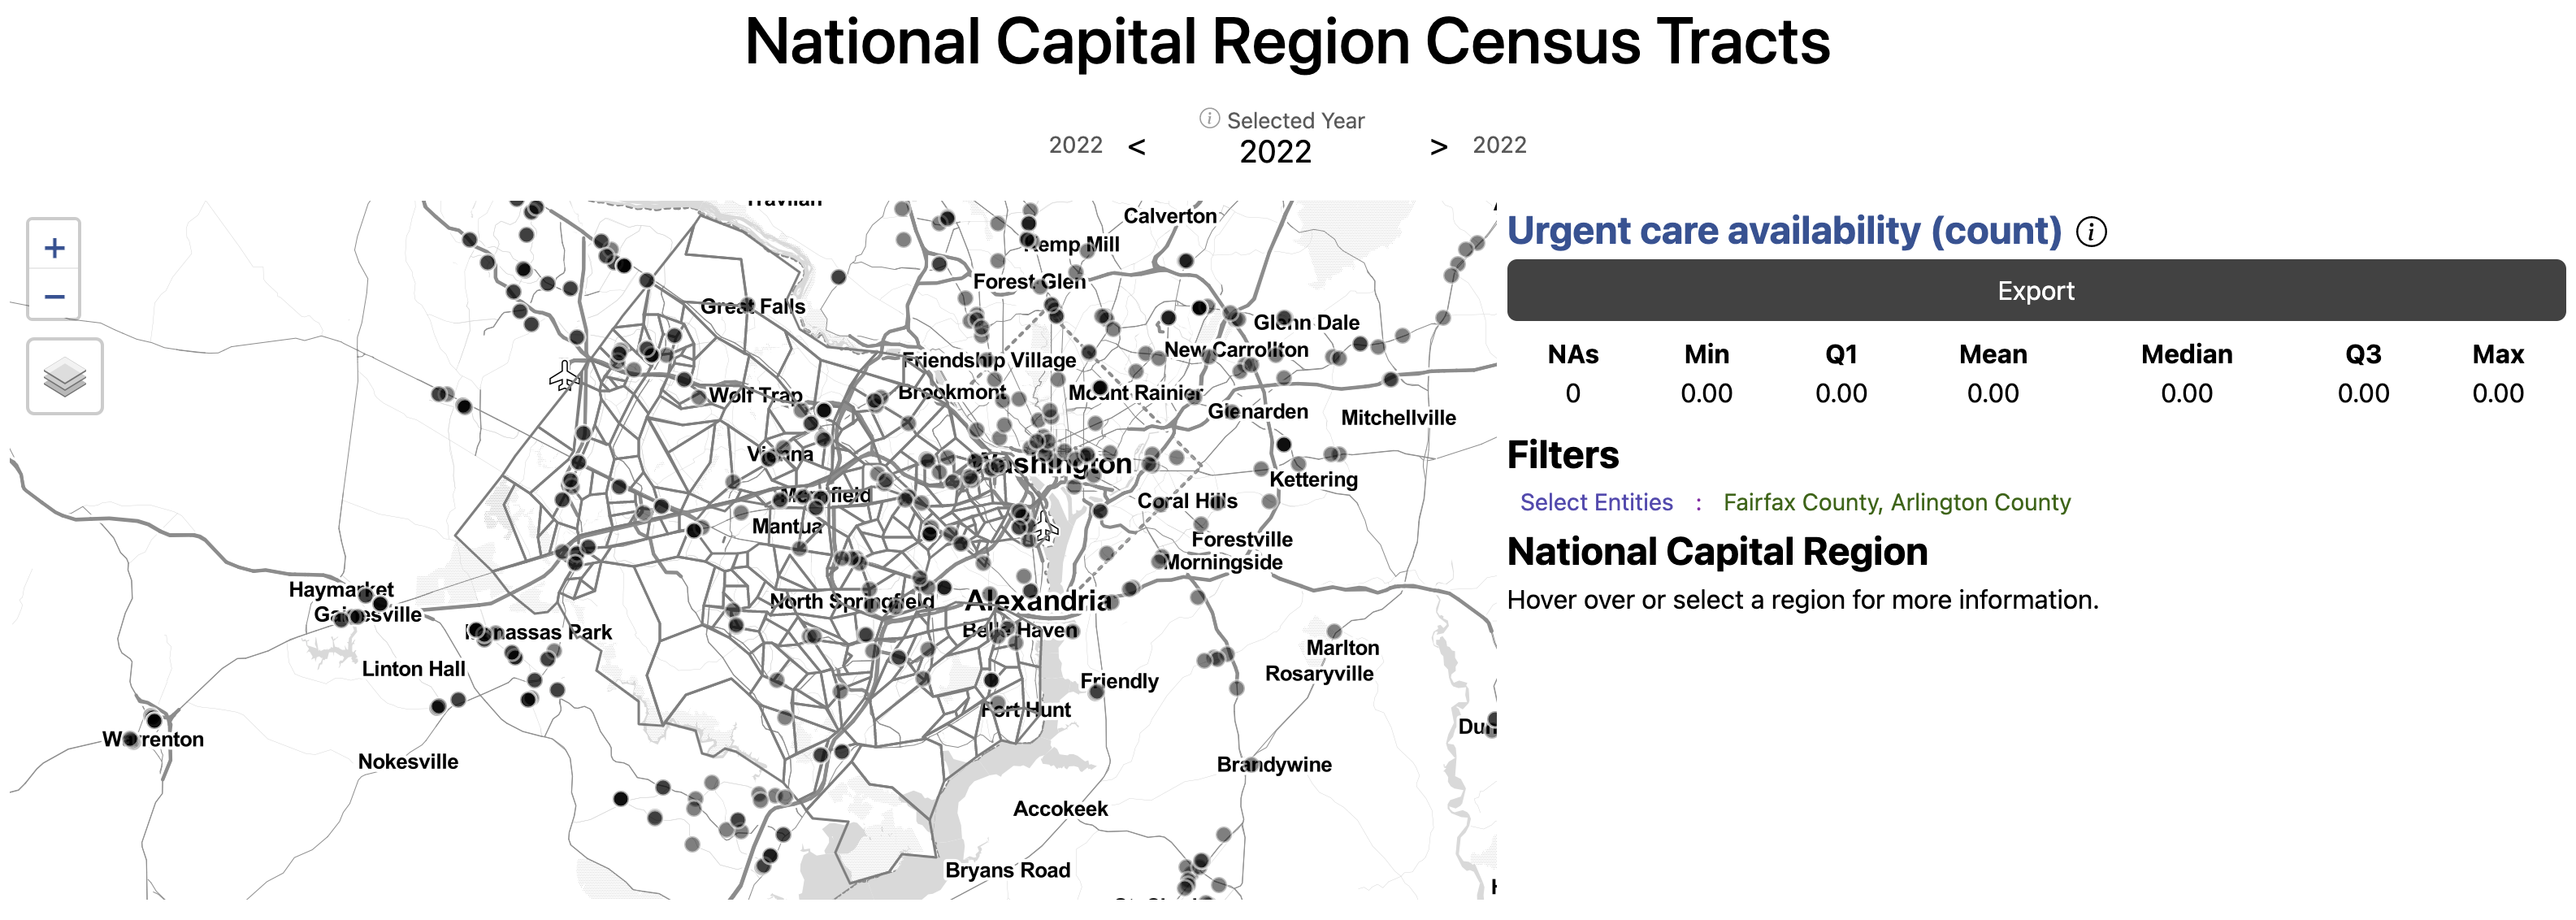 National Capital Region Census Tracts
Selected Year
2022 < 2022 > 2022
+
−
Calverton
Kemp Mill
Forest Glen
Great Falls
Glenn Dale
New Carrollton
Friendship Village
Wolf Trap
Brookmont
Mount Rainier
Glenarden
Mitchellville
Vienna
Washington
Kettering
Merrifield
Coral Hills
Mantua
Forestville
Morningside
Haymarket
Gainesville
North Springfield
Alexandria
Manassas Park
Belle Haven
Marlton
Linton Hall
Rosaryville
Friendly
Fort Hunt
Warrenton
Nokesville
Brandywine
Accokeek
Bryans Road
Urgent care availability (count)
Export
NAs Min Q1 Mean Median Q3 Max
0 0.00 0.00 0.00 0.00 0.00 0.00
Filters
Select Entities : Fairfax County, Arlington County
National Capital Region
Hover over or select a region for more information.